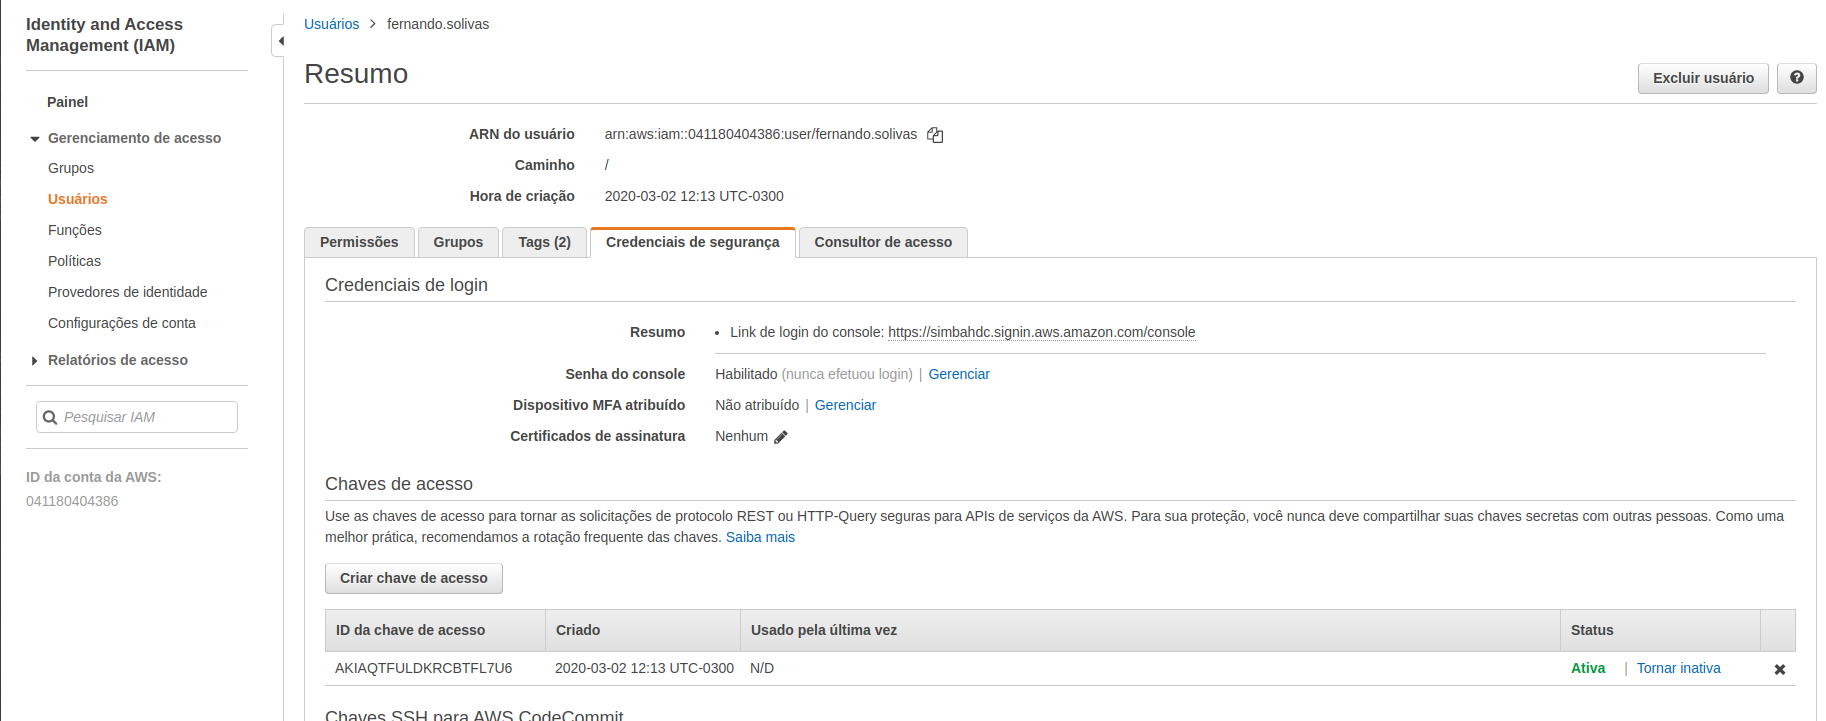 Identity and Access
Management (IAM)
Painel
Gerenciamento de acesso
Grupos
Usuários
Funções
Políticas
Provedores de identidade
Configurações de conta
Relatórios de acesso
Pesquisar IAM
ID da conta da AWS:
041180404386
Usuários > fernando.solivas
Resumo
Excluir usuário ?
ARN do usuário arn:aws:iam::041180404386:user/fernando.solivas
Caminho /
Hora de criação 2020-03-02 12:13 UTC-0300
Permissões Grupos Tags (2) Credenciais de segurança Consultor de acesso
Credenciais de login
Resumo • Link de login do console: https://simbahdc.signin.aws.amazon.com/console
Senha do console Habilitado (nunca efetuou login) | Gerenciar
Dispositivo MFA atribuído Não atribuído | Gerenciar
Certificados de assinatura Nenhum
Chaves de acesso
Use as chaves de acesso para tornar as solicitações de protocolo REST ou HTTP-Query seguras para APIs de serviços da AWS. Para sua proteção, você nunca deve compartilhar suas chaves secretas com outras pessoas. Como uma
melhor prática, recomendamos a rotação frequente das chaves. Saiba mais
Criar chave de acesso
ID da chave de acesso Criado Usado pela última vez Status
AKIAQTFULDKRCBTFL7U6 2020-03-02 12:13 UTC-0300 N/D Ativa | Tornar inativa
Chaves SSH para AWS CodeCommit